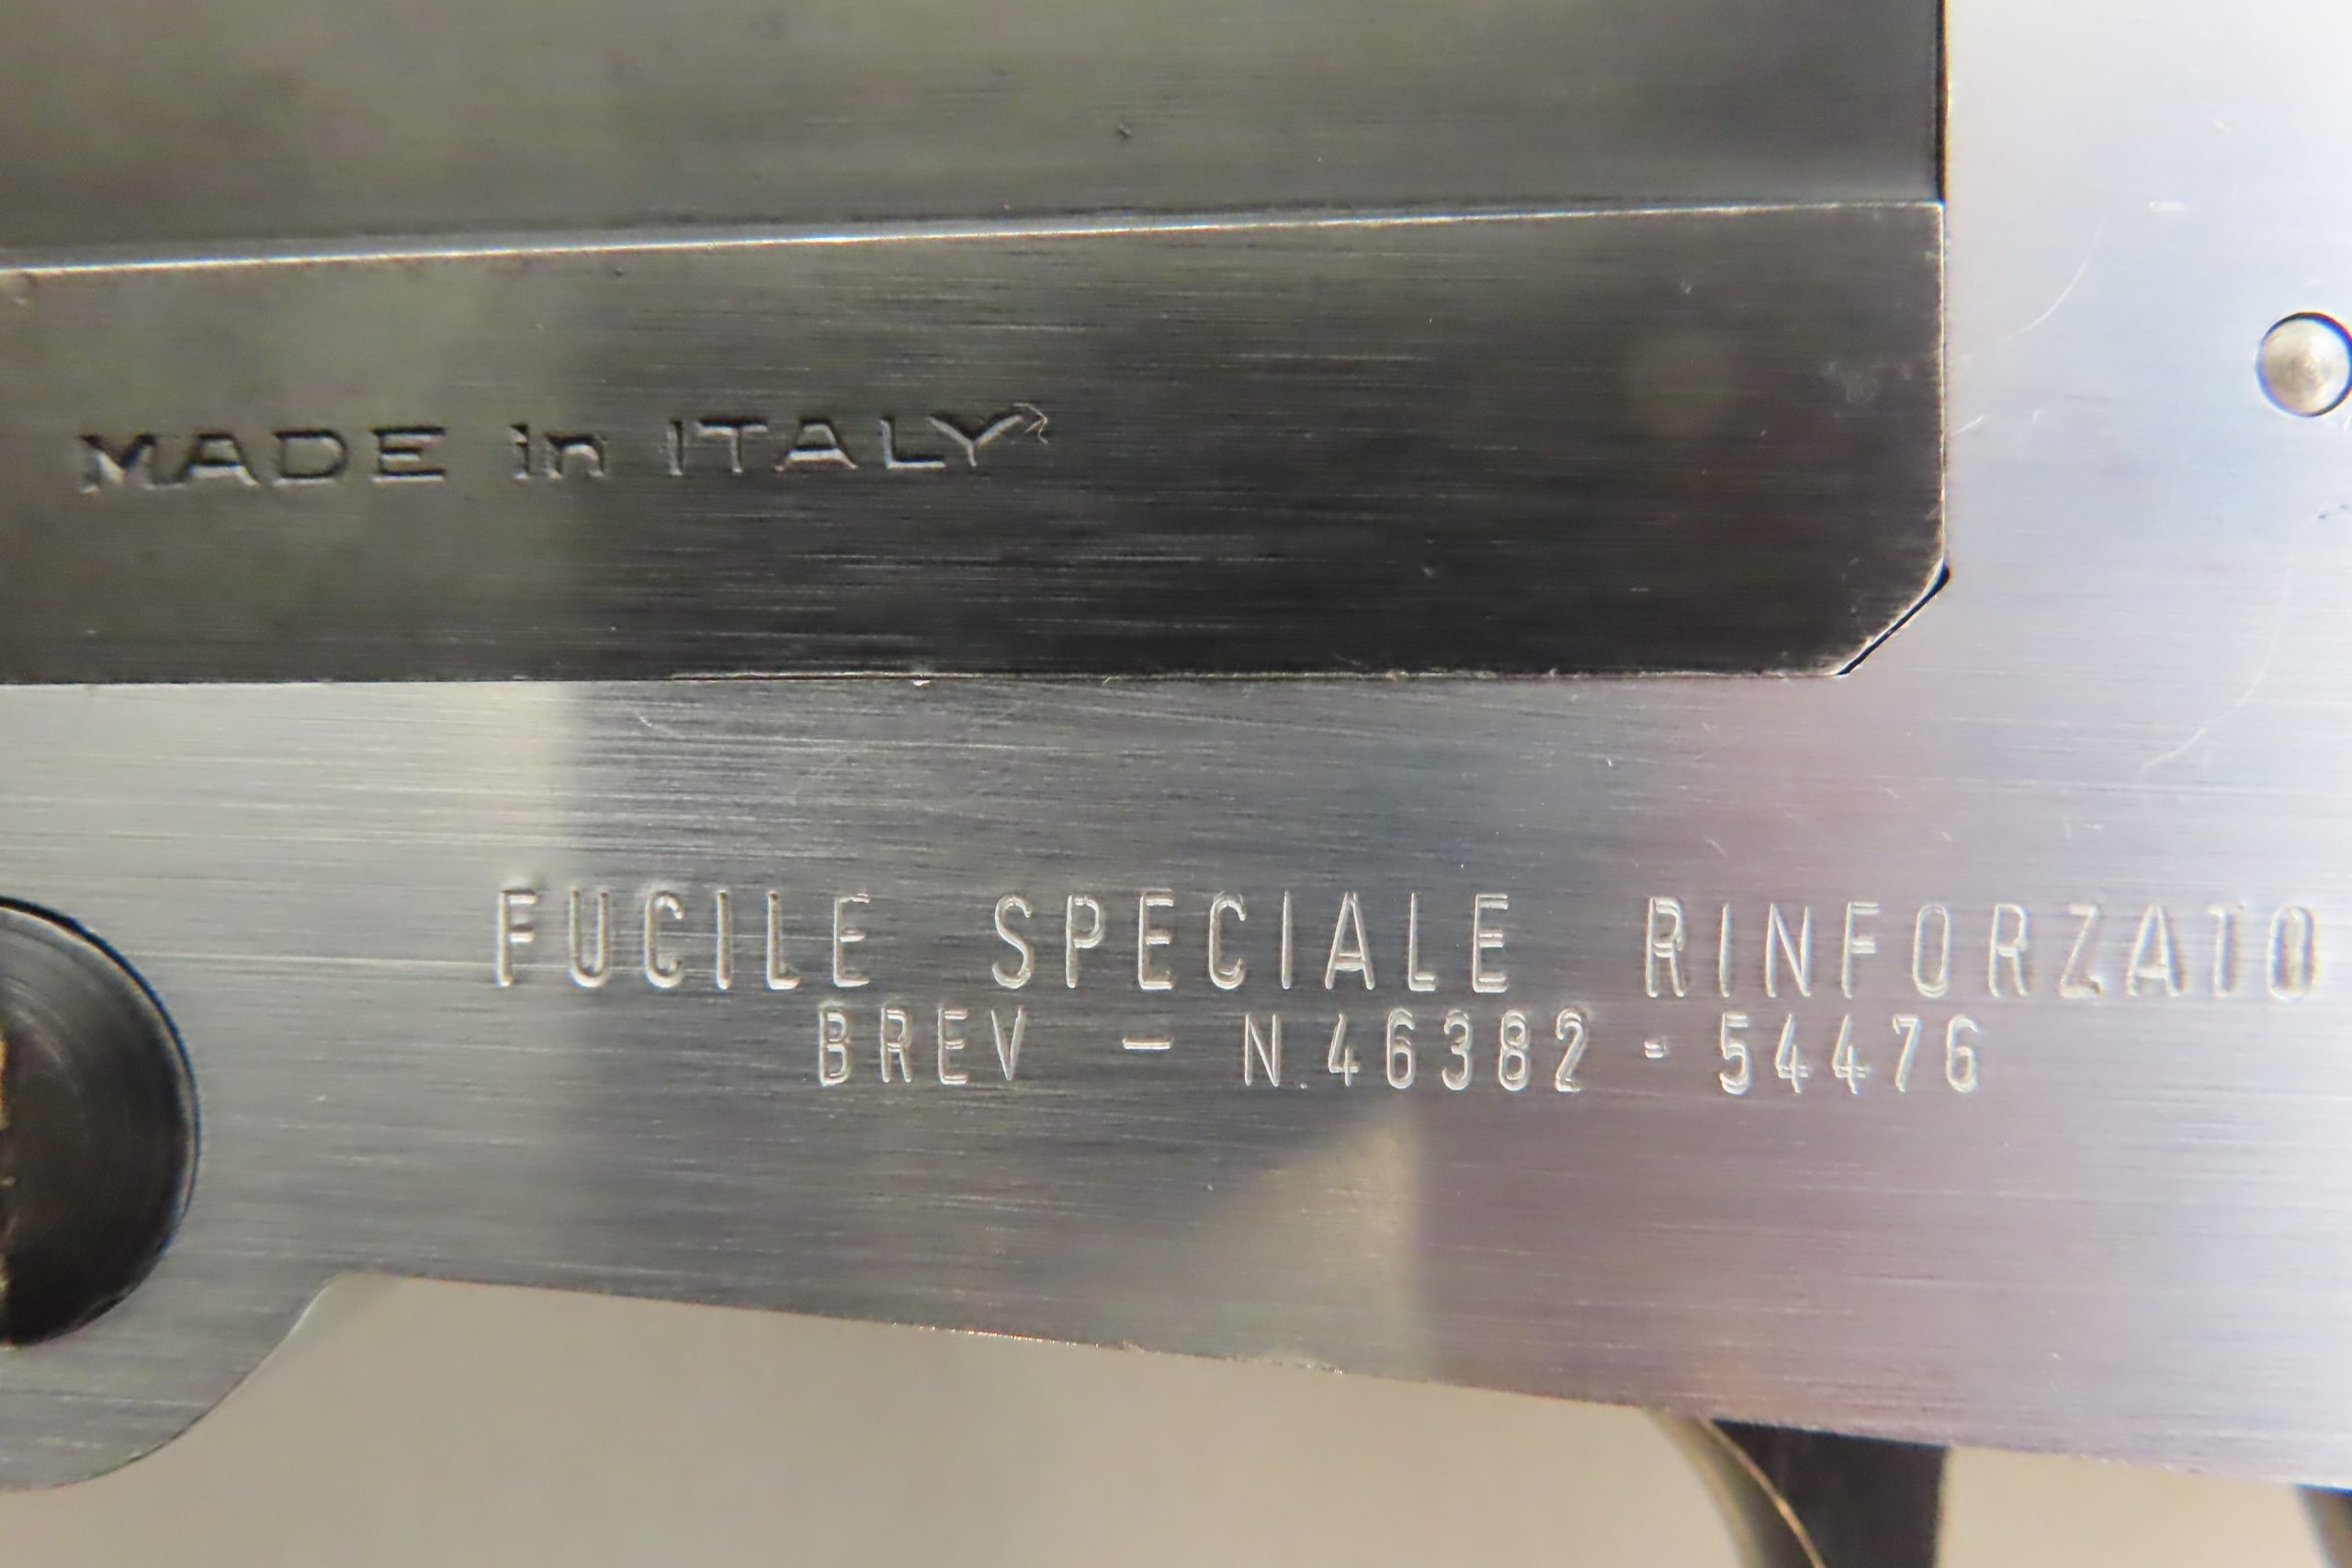 MADE in ITALY
FUCILE SPECIALE RINFORZATO
BREV - N.46382 - 54476